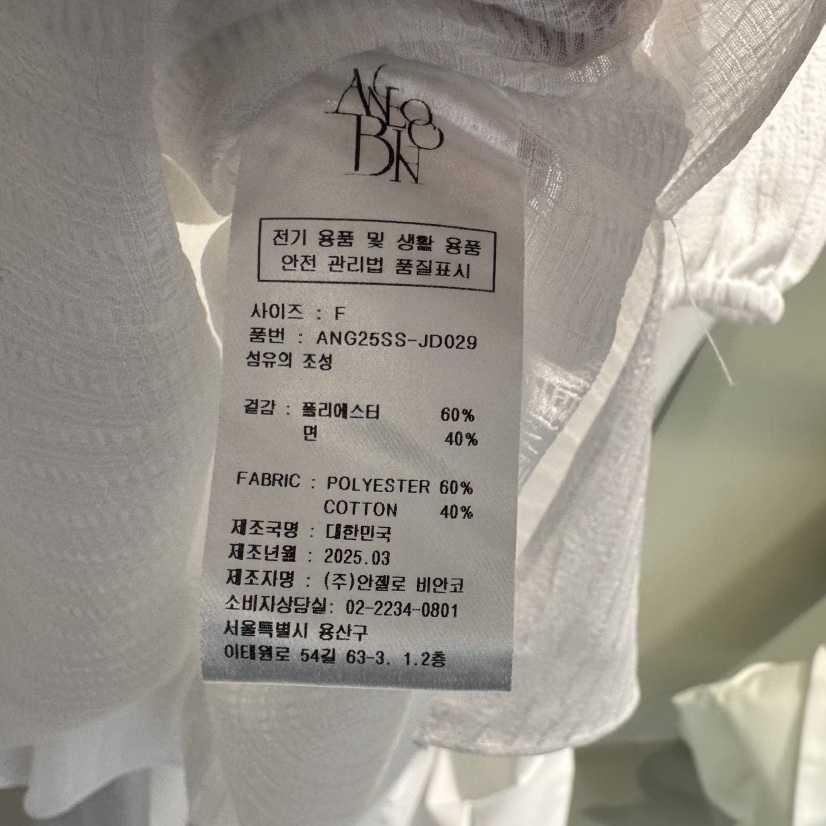 ANGLO
BIN
전기 용품 및 생활 용품
안전 관리법 품질표시
사이즈 : F
품번 : ANG25SS-JD029
섬유의 조성
겉감 : 폴리에스터 60%
면 40%
FABRIC : POLYESTER 60%
COTTON 40%
제조국명 : 대한민국
제조년월 : 2025.03
제조자명 : (주)안젤로 비안코
소비자상담실: 02-2234-0801
서울특별시 용산구
이태원로 54길 63-3. 1.2층